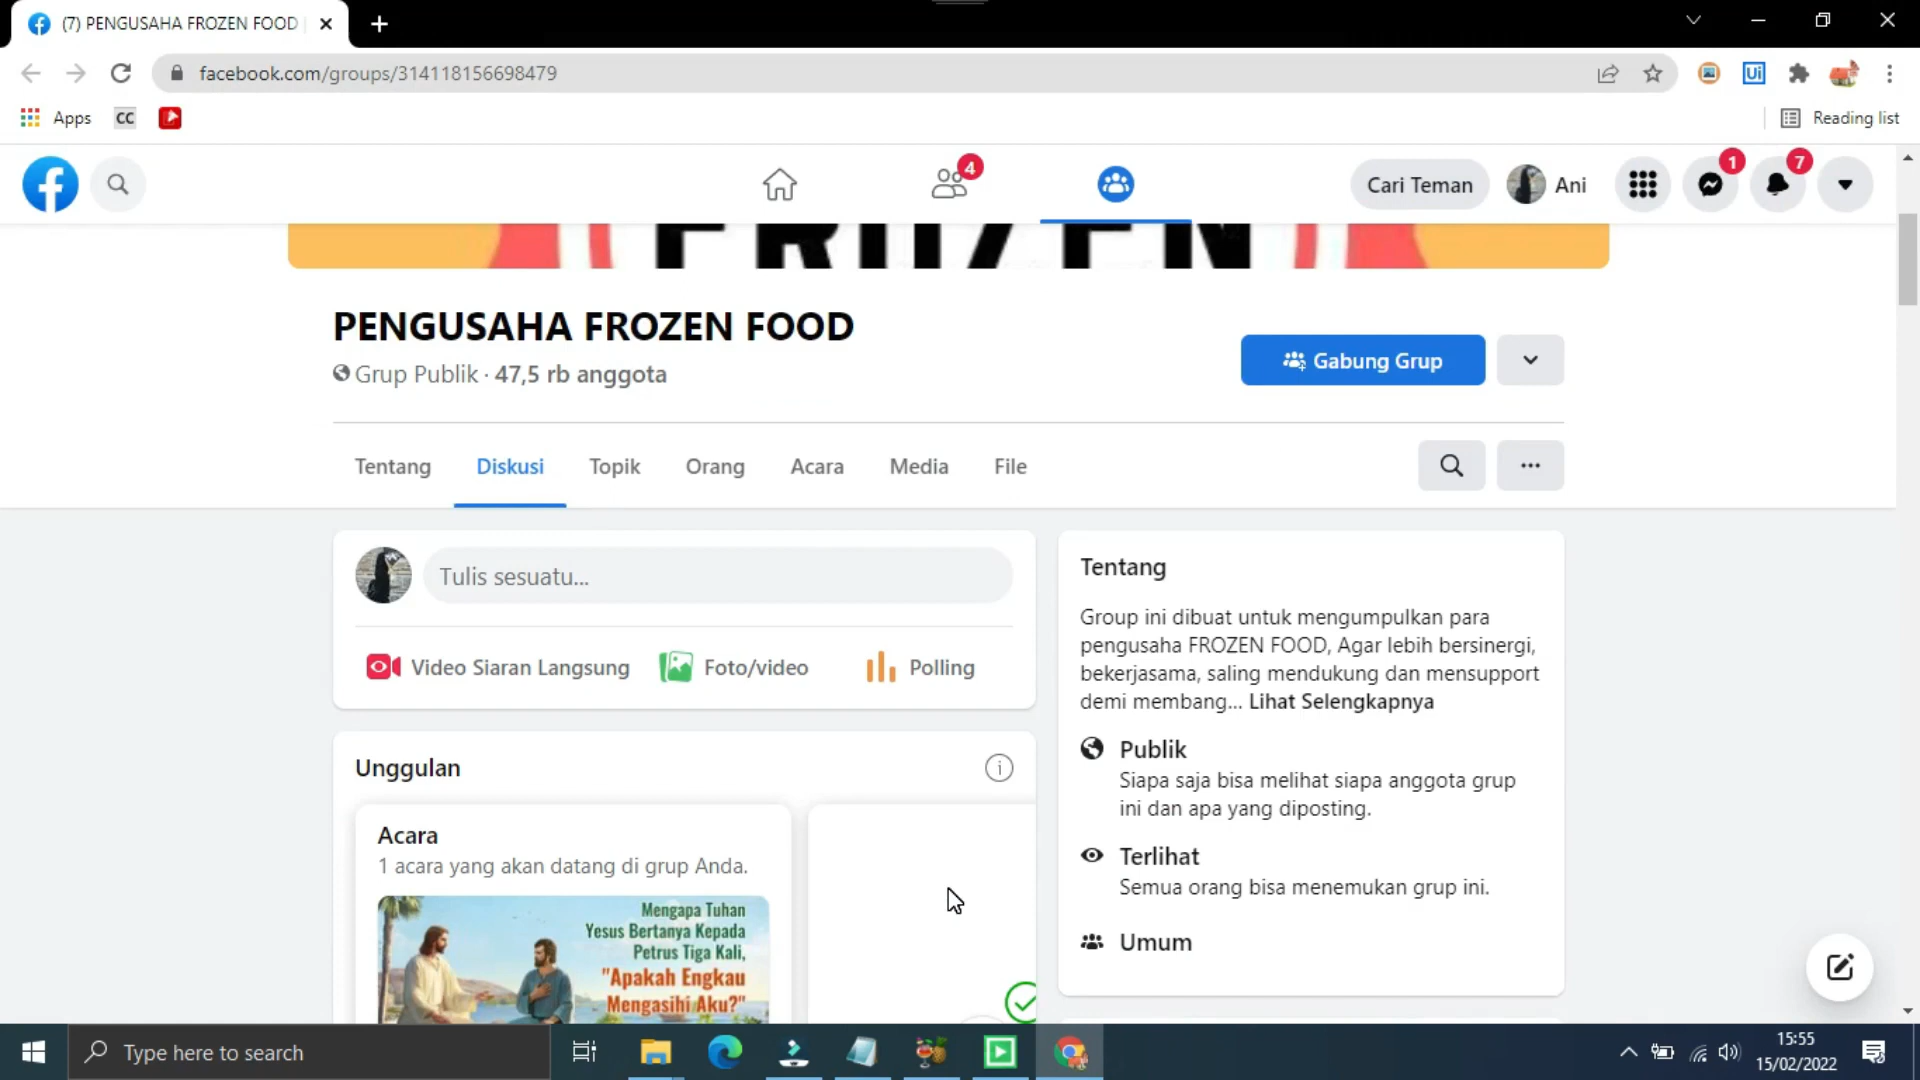 (7) PENGUSAHA FROZEN FOOD
facebook.com/groups/314118156698479
Ui
Apps
CC
Reading list
4
Cari Teman
Ani
1
7
FROZEN
PENGUSAHA FROZEN FOOD
Grup Publik · 47,5 rb anggota
Gabung Grup
Tentang
Diskusi
Topik
Orang
Acara
Media
File
Tulis sesuatu...
Video Siaran Langsung
Foto/video
Polling
Unggulan
Acara
1 acara yang akan datang di grup Anda.
Mengapa Tuhan
Yesus Bertanya Kepada
Petrus Tiga Kali,
"Apakah Engkau
Mengasihi Aku?"
Tentang
Group ini dibuat untuk mengumpulkan para
pengusaha FROZEN FOOD, Agar lebih bersinergi,
bekerjasama, saling mendukung dan mensupport
demi membang... Lihat Selengkapnya
Publik
Siapa saja bisa melihat siapa anggota grup
ini dan apa yang diposting.
Terlihat
Semua orang bisa menemukan grup ini.
Umum
Type here to search
15:55
15/02/2022